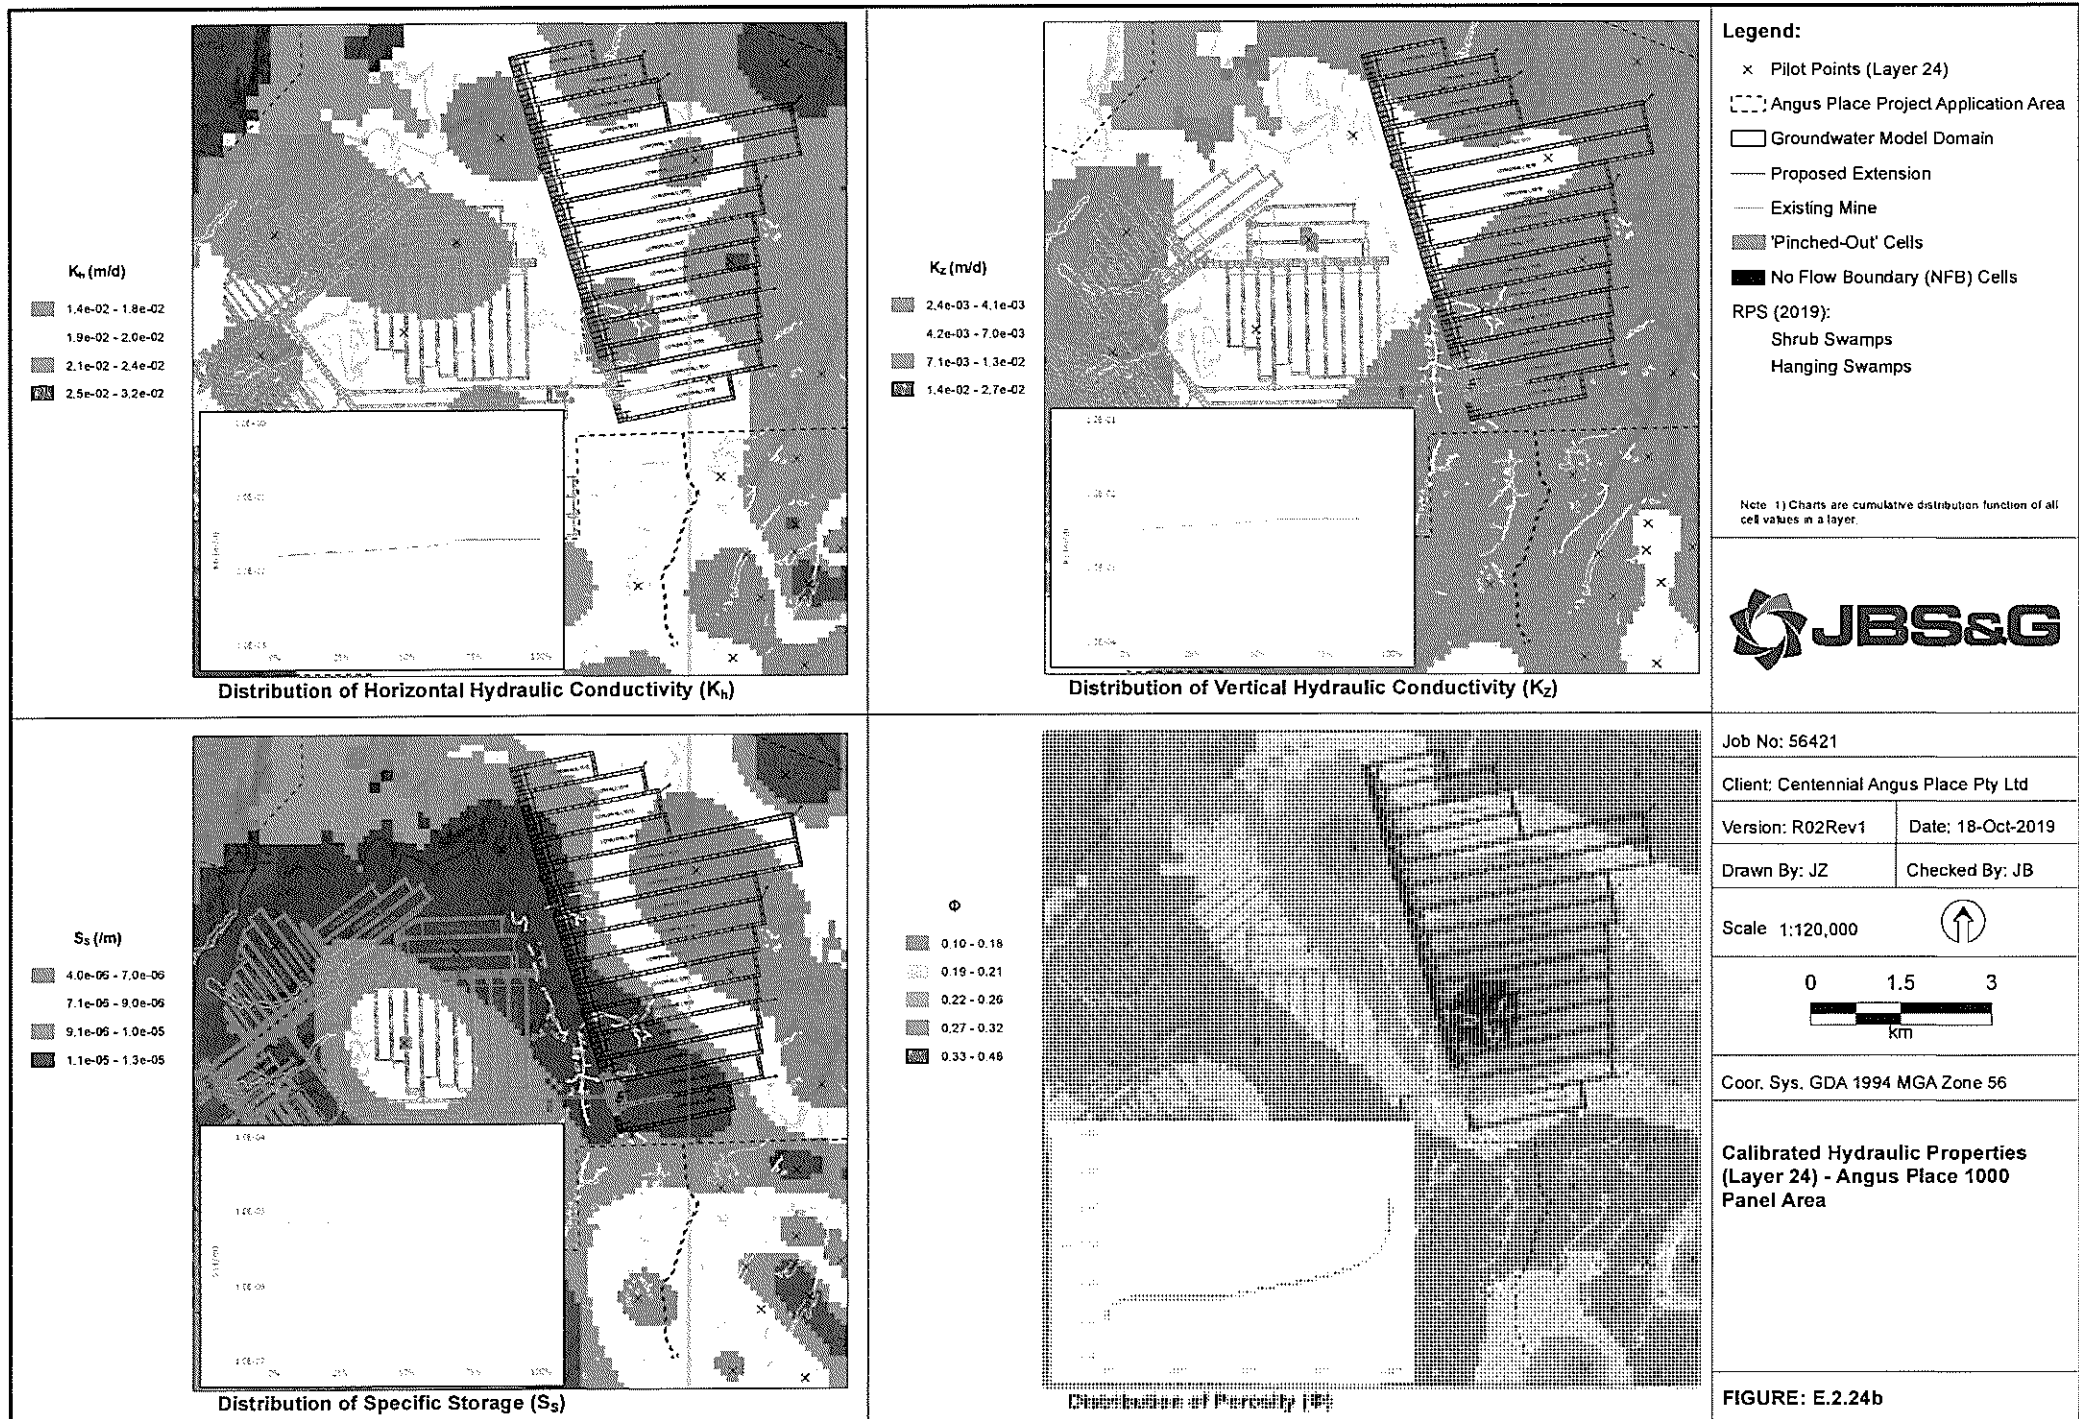 Kh (m/d)
1.4e-02 - 1.8e-02
1.9e-02 - 2.0e-02
2.1e-02 - 2.4e-02
2.5e-02 - 3.2e-02
0% 25% 50% 75% 100%
Distribution of Horizontal Hydraulic Conductivity (Kh)
Kz (m/d)
2.4e-03 - 4.1e-03
4.2e-03 - 7.0e-03
7.1e-03 - 1.3e-02
1.4e-02 - 2.7e-02
Distribution of Vertical Hydraulic Conductivity (Kz)
Ss (/m)
4.0e-06 - 7.0e-06
7.1e-06 - 9.0e-06
9.1e-06 - 1.0e-05
1.1e-05 - 1.3e-05
Distribution of Specific Storage (Ss)
Φ
0.10 - 0.18
0.19 - 0.21
0.22 - 0.26
0.27 - 0.32
0.33 - 0.46
Distribution of Porosity (Φ)
Legend:
Pilot Points (Layer 24)
Angus Place Project Application Area
Groundwater Model Domain
Proposed Extension
Existing Mine
'Pinched-Out' Cells
No Flow Boundary (NFB) Cells
RPS (2019):
Shrub Swamps
Hanging Swamps
Note 1) Charts are cumulative distribution function of all
cell values in a layer.
JBS&G
Job No: 56421
Client: Centennial Angus Place Pty Ltd
Version: R02Rev1
Date: 18-Oct-2019
Drawn By: JZ
Checked By: JB
Scale 1:120,000
0 1.5 3
km
Coor. Sys. GDA 1994 MGA Zone 56
Calibrated Hydraulic Properties
(Layer 24) - Angus Place 1000
Panel Area
FIGURE: E.2.24b